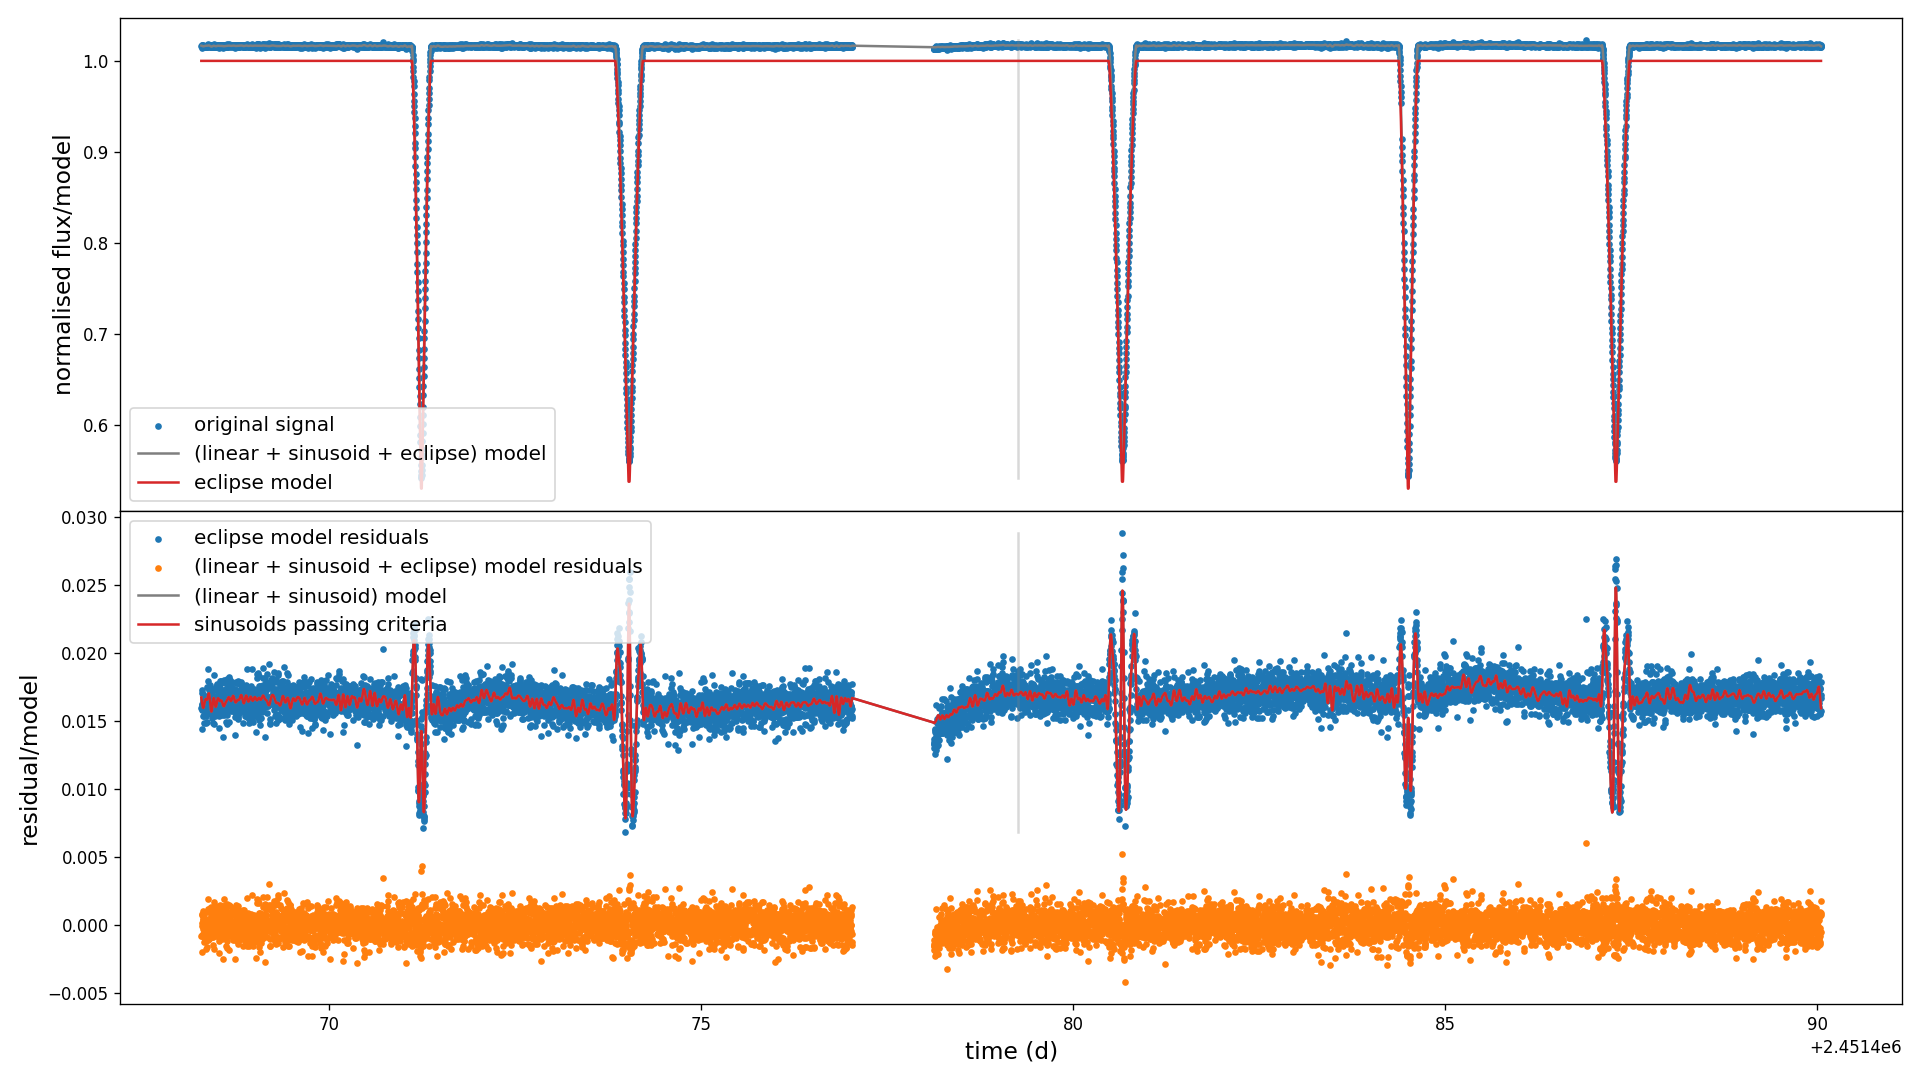 normalised flux/model
1.0
0.9
0.8
0.7
0.6
original signal
(linear + sinusoid + eclipse) model
eclipse model
residual/model
0.030
0.025
0.020
0.015
0.010
0.005
0.000
−0.005
eclipse model residuals
(linear + sinusoid + eclipse) model residuals
(linear + sinusoid) model
sinusoids passing criteria
70
75
80
85
90
time (d)
+2.4514e6